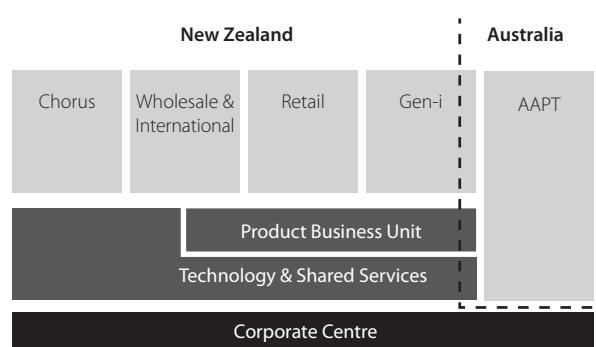 New Zealand
Australia
Chorus
Wholesale &
International
Retail
Gen-i
AAPT
Product Business Unit
Technology & Shared Services
Corporate Centre